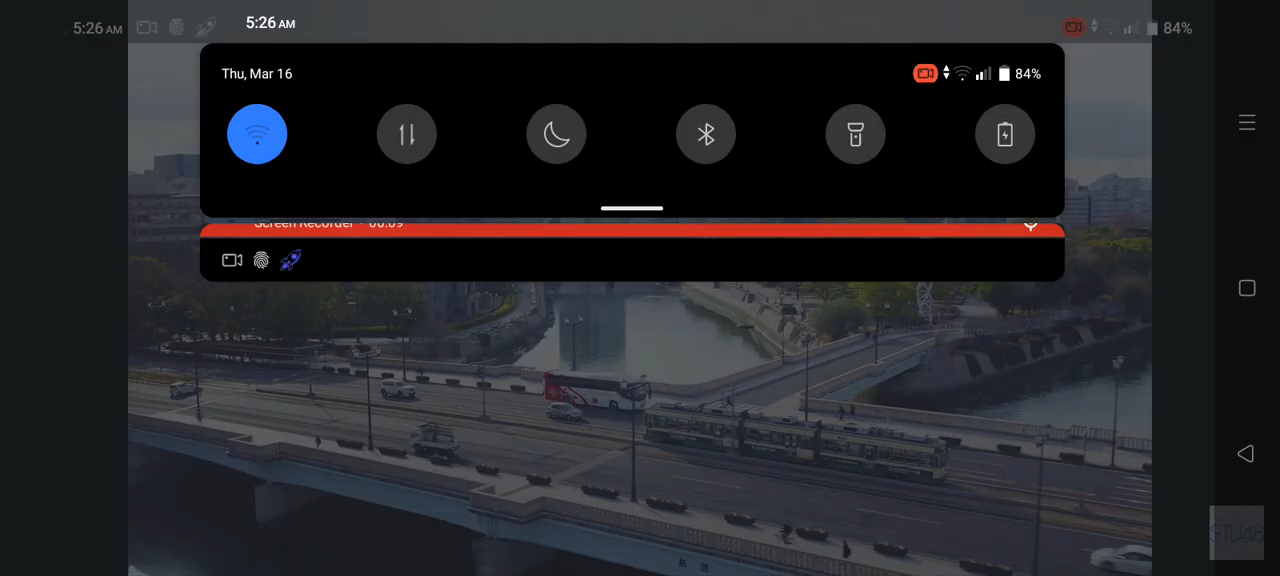 5:26 AM
5:26 AM
84%
Thu, Mar 16
84%
Screen Recorder · 00:09
STU48